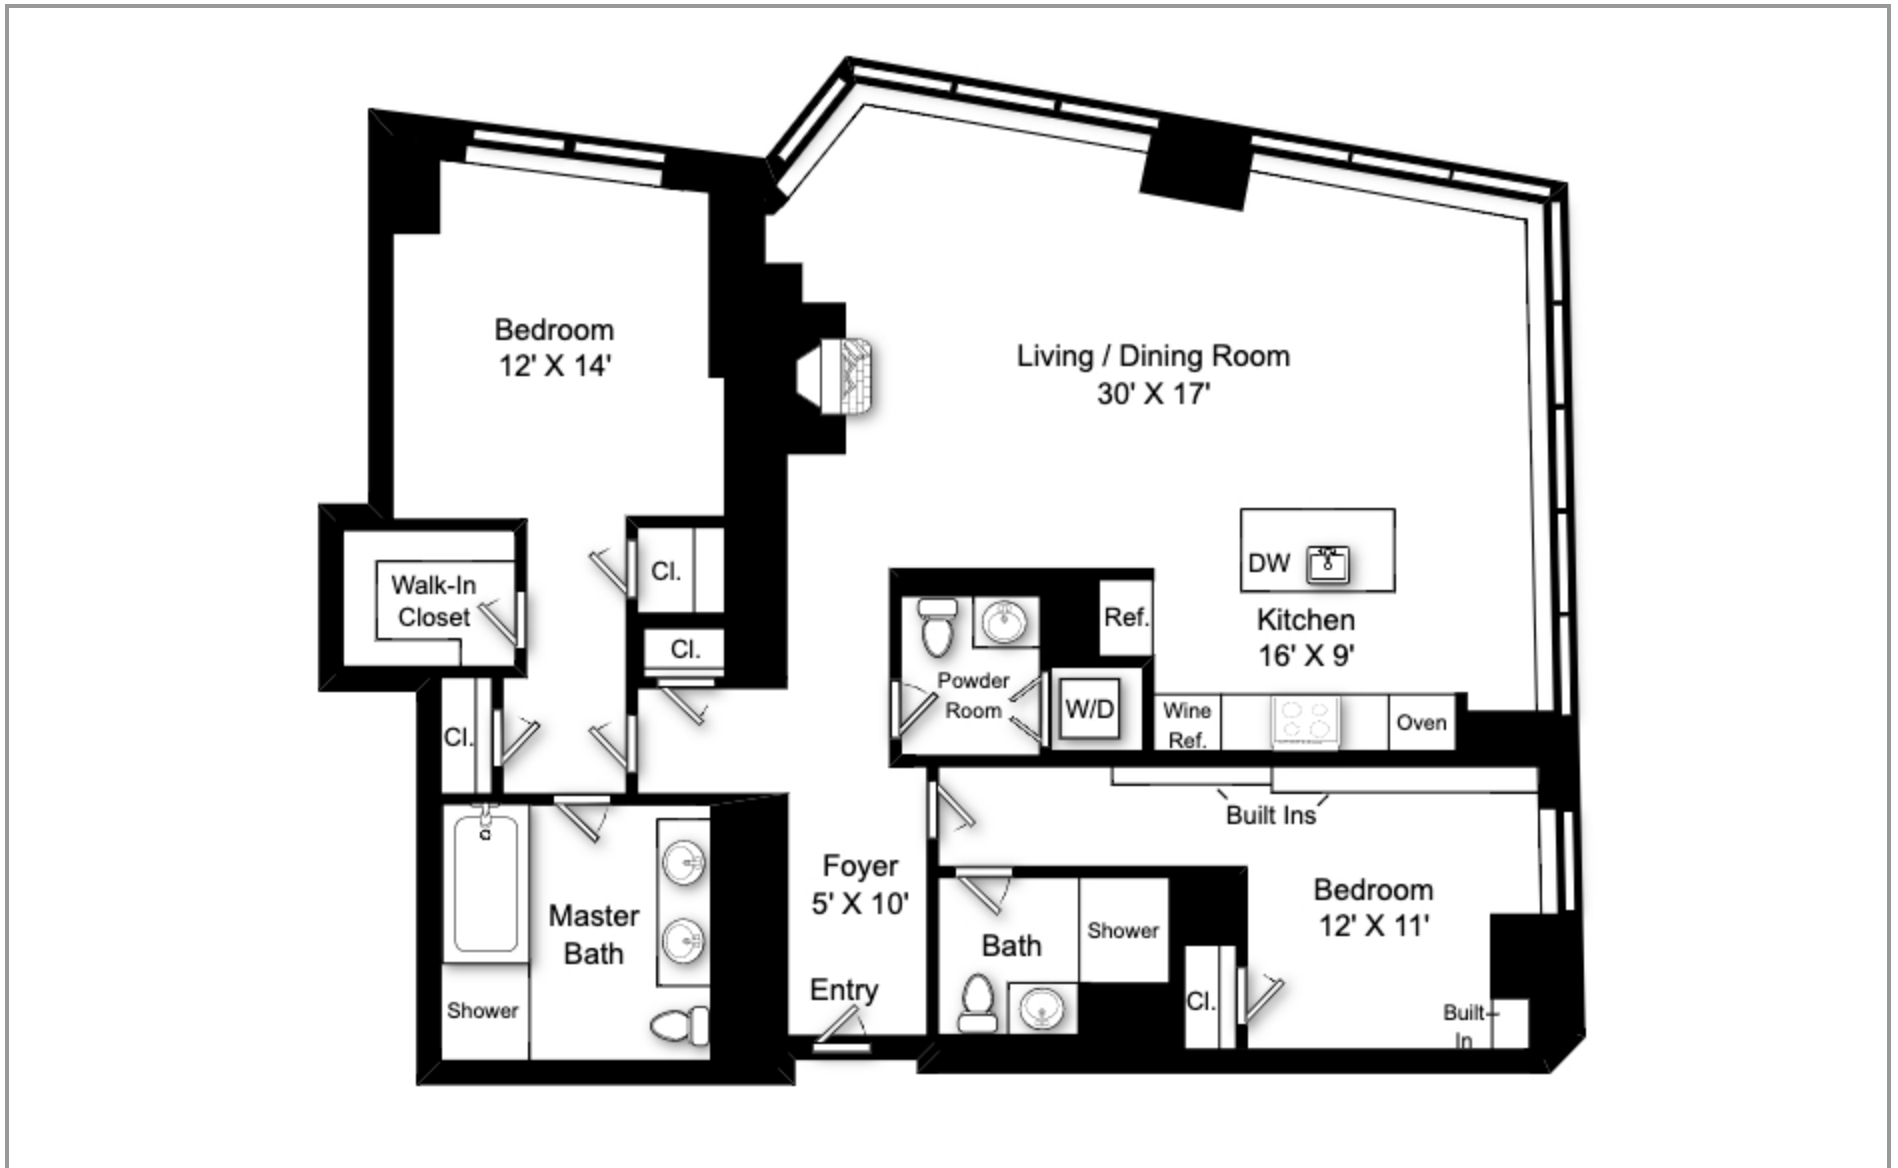 Bedroom
12' X 14'
Living / Dining Room
30' X 17'
DW
Cl.
Walk-In
Closet
Ref.
Kitchen
16' X 9'
Cl.
Powder
Room
W/D
Wine
Ref.
Oven
Cl.
Built Ins
Foyer
5' X 10'
Bedroom
12' X 11'
Master
Bath
Bath
Shower
Entry
Cl.
Shower
Built
In